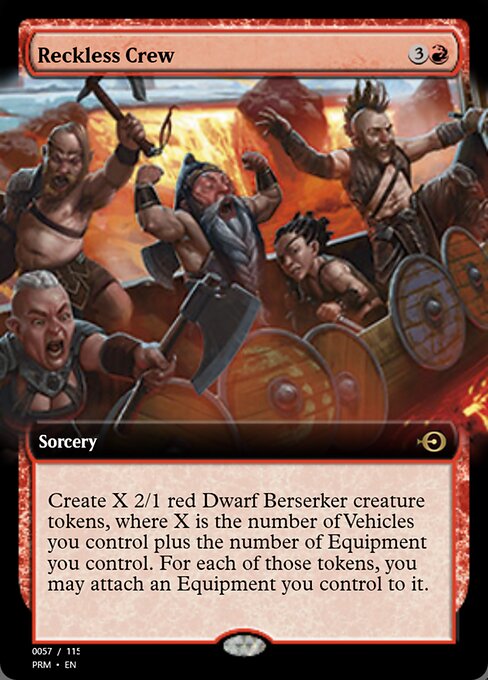 Reckless Crew
3
Sorcery
Create X 2/1 red Dwarf Berserker creature
tokens, where X is the number of Vehicles
you control plus the number of Equipment
you control. For each of those tokens, you
may attach an Equipment you control to it.
0057 / 115
PRM • EN